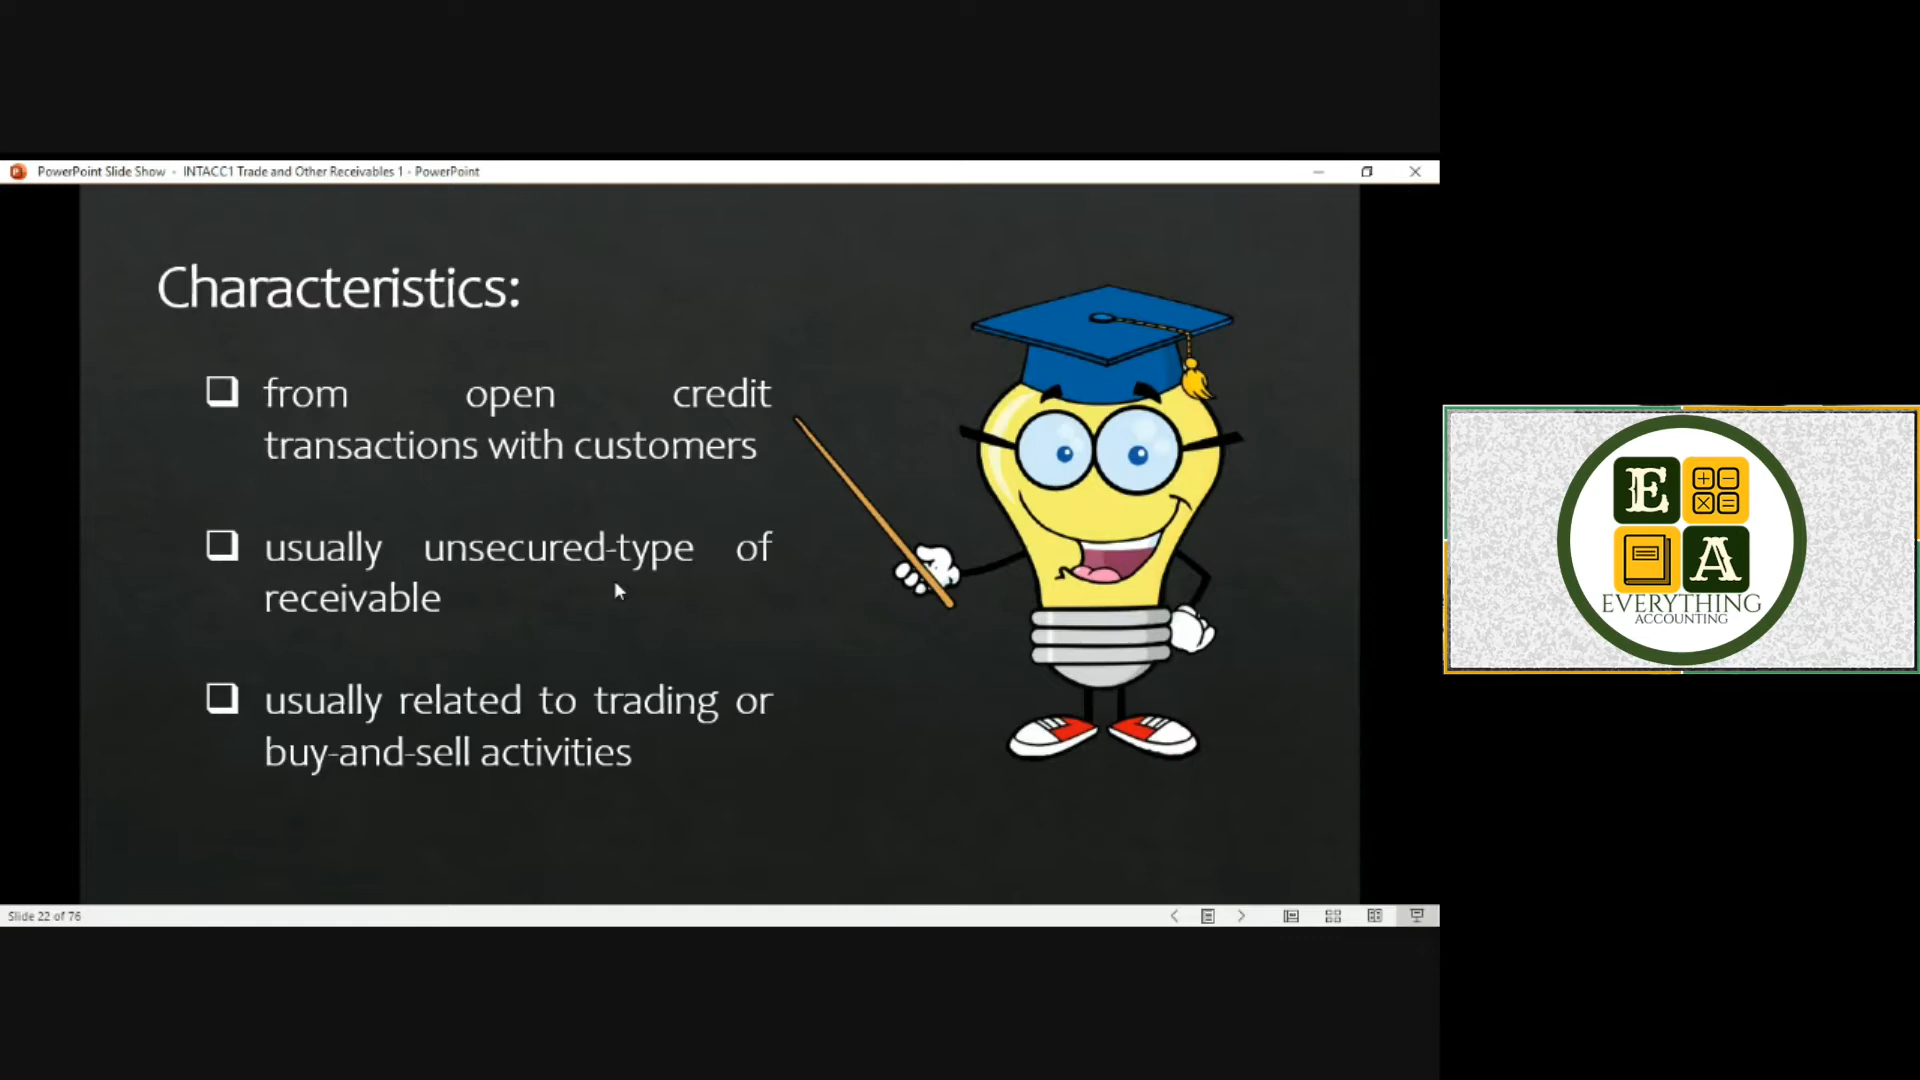 PowerPoint Slide Show - INTACC1 Trade and Other Receivables 1 - PowerPoint
Characteristics:
from open credit
transactions with customers
usually unsecured-type of
receivable
usually related to trading or
buy-and-sell activities
Slide 22 of 76
E
A
EVERYTHING
ACCOUNTING